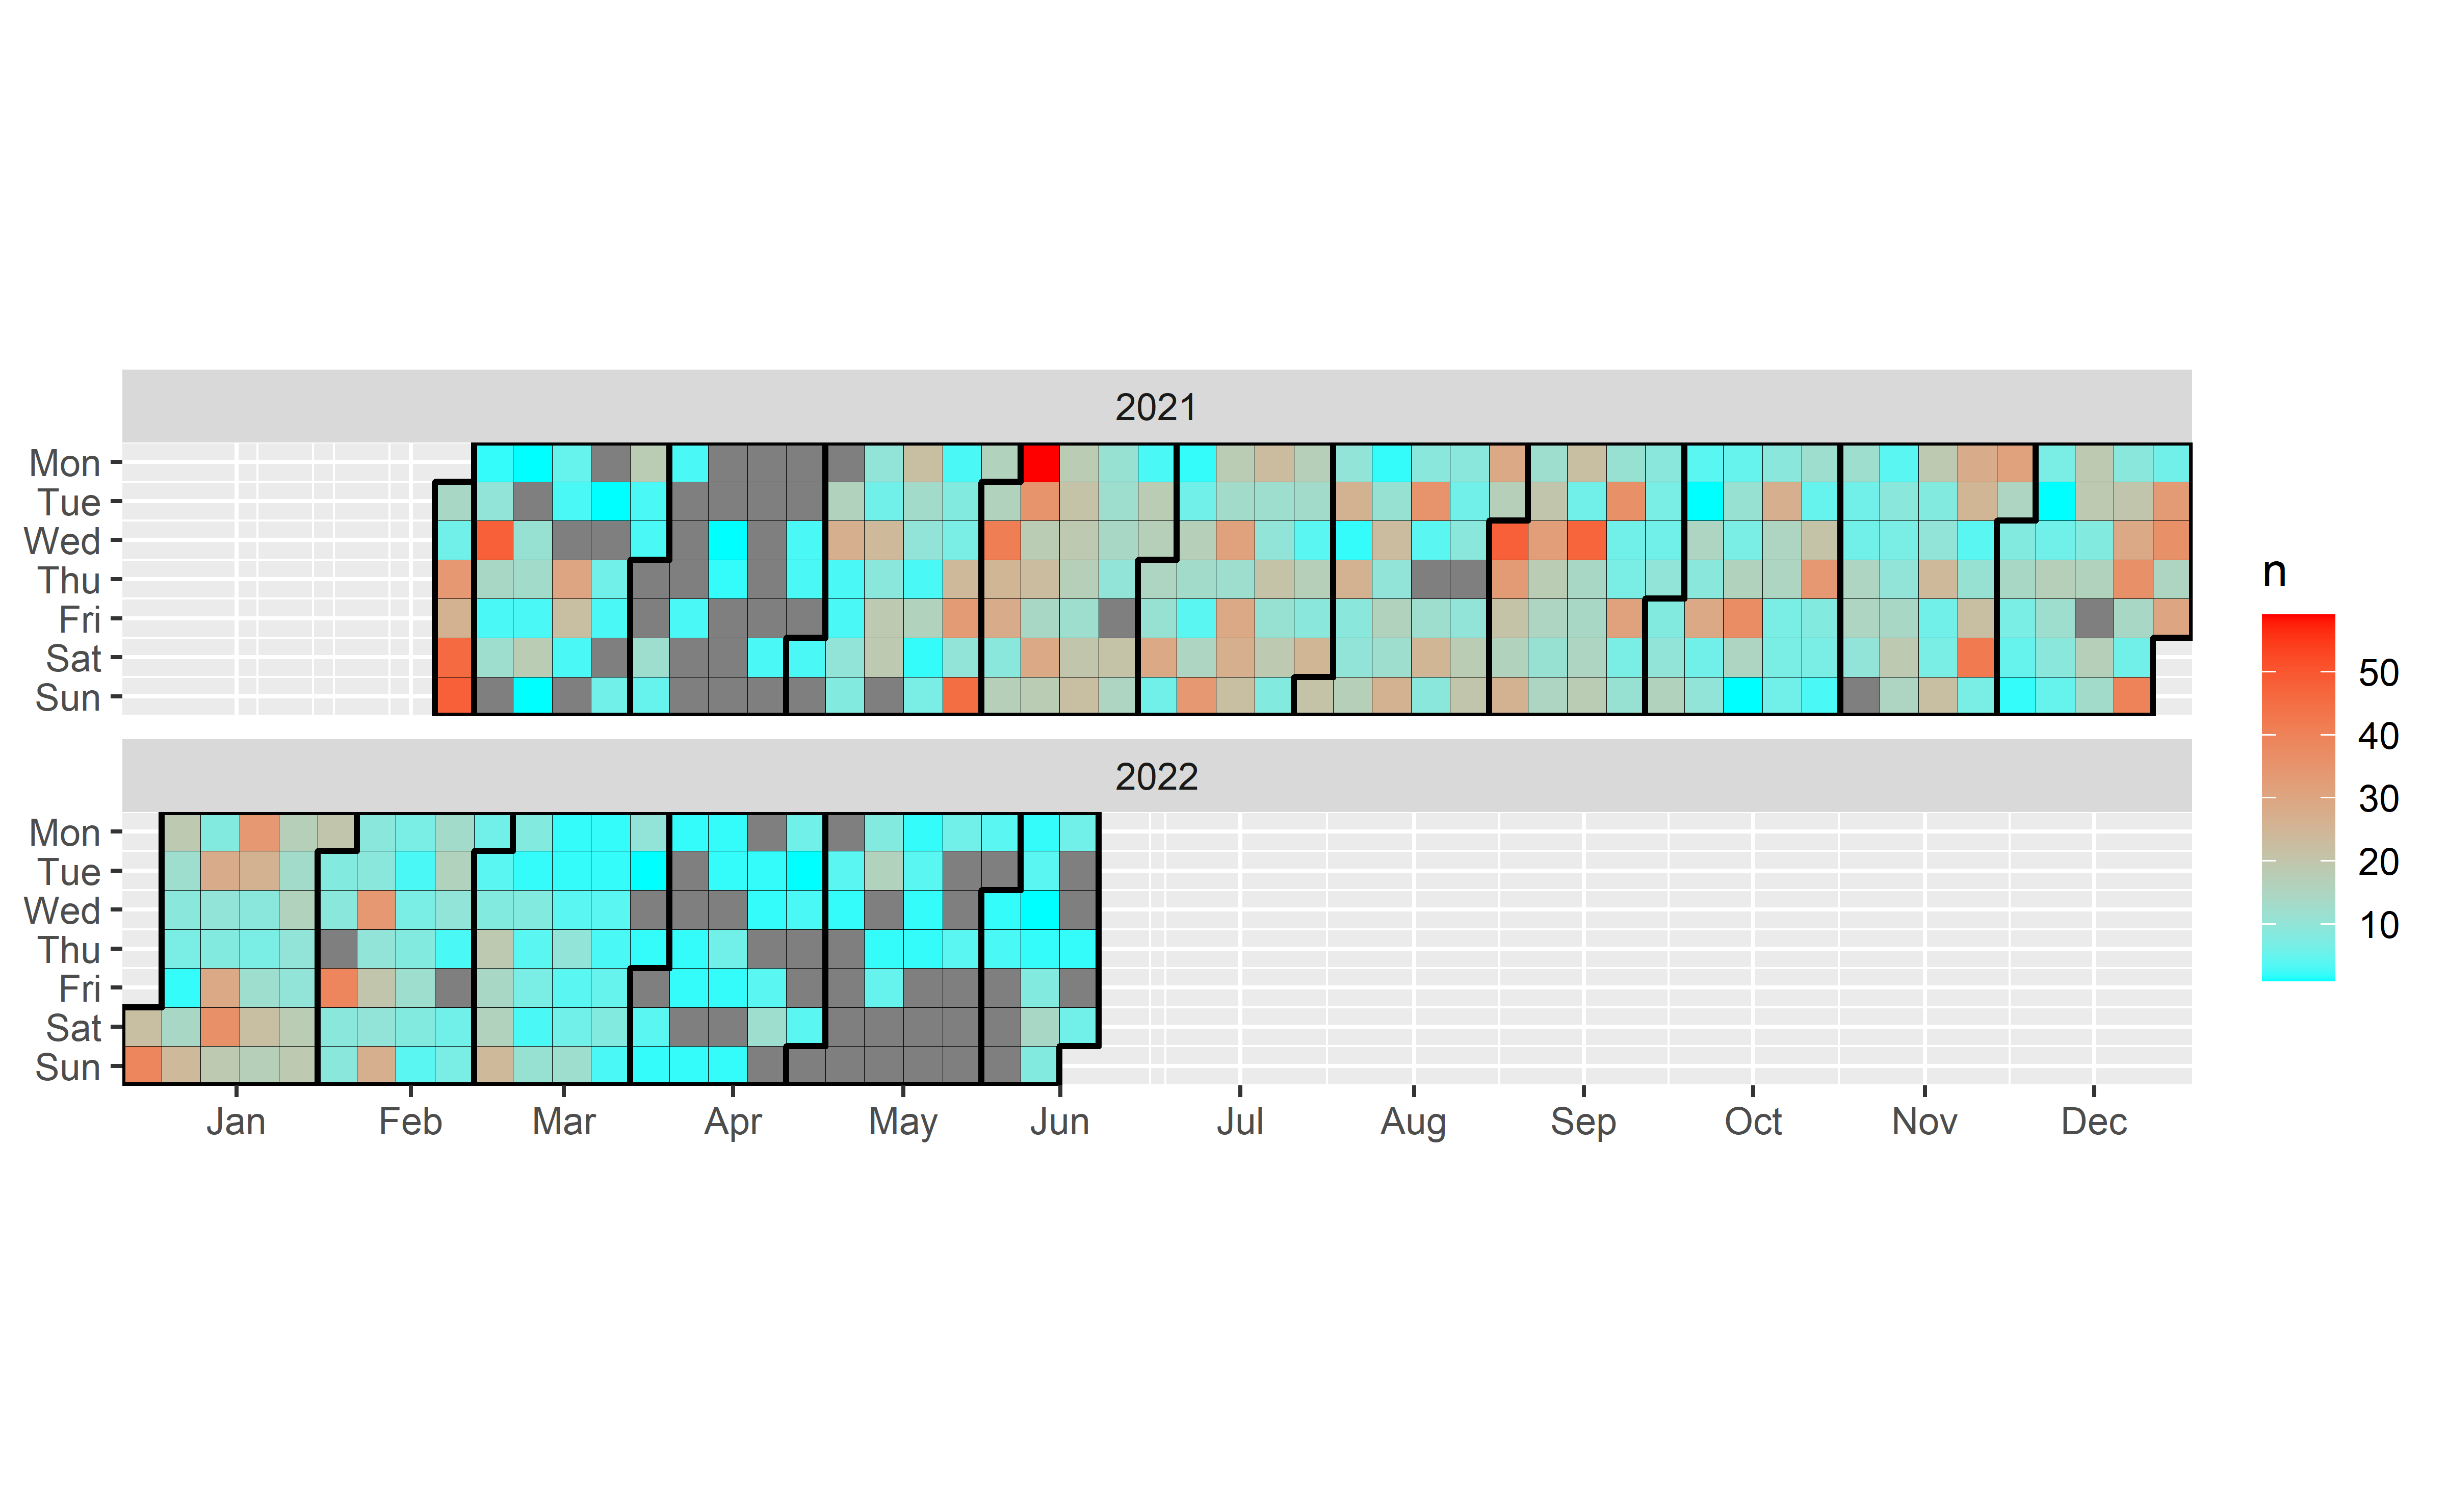 2021
Mon
Tue
Wed
Thu
Fri
Sat
Sun
2022
Mon
Tue
Wed
Thu
Fri
Sat
Sun
Jan Feb Mar Apr May Jun Jul Aug Sep Oct Nov Dec
n
50
40
30
20
10